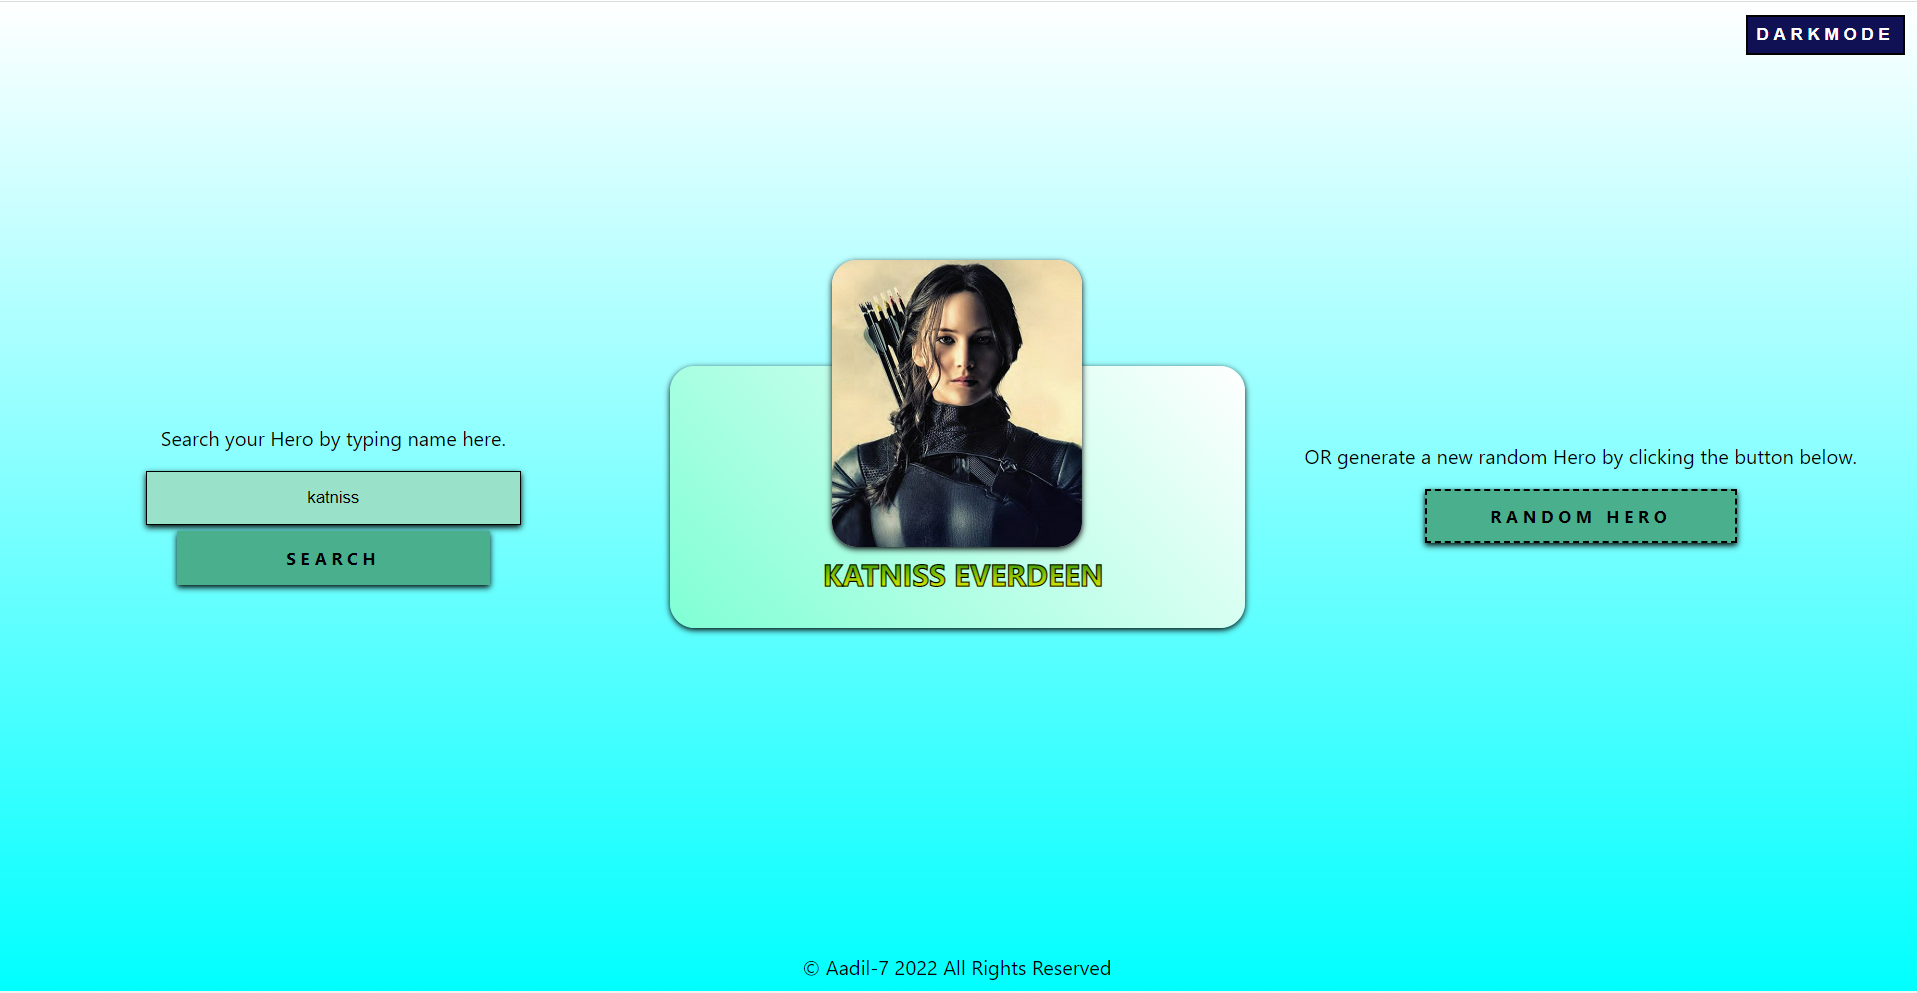 DARKMODE
Search your Hero by typing name here.
katniss
SEARCH
KATNISS EVERDEEN
OR generate a new random Hero by clicking the button below.
RANDOM HERO
© Aadil-7 2022 All Rights Reserved